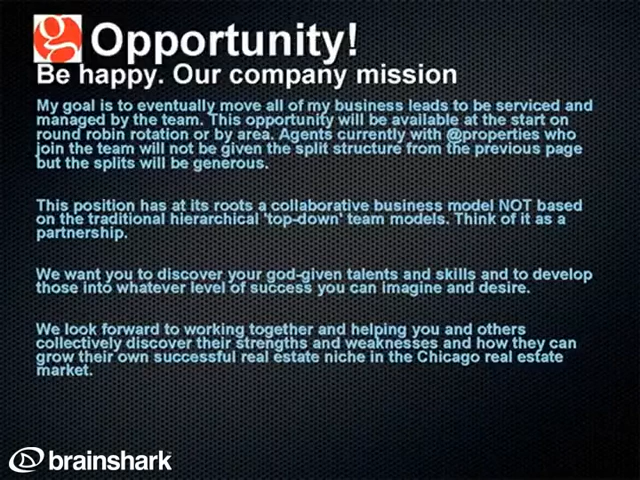 g Opportunity!
Be happy. Our company mission
My goal is to eventually move all of my business leads to be serviced and
managed by the team. This opportunity will be available at the start on
round robin rotation or by area. Agents currently with @properties who
join the team will not be given the split structure from the previous page
but the splits will be generous.
This position has at its roots a collaborative business model NOT based
on the traditional hierarchical 'top-down' team models. Think of it as a
partnership.
We want you to discover your god-given talents and skills and to develop
those into whatever level of success you can imagine and desire.
We look forward to working together and helping you and others
collectively discover their strengths and weaknesses and how they can
grow their own successful real estate niche in the Chicago real estate
market.
brainshark